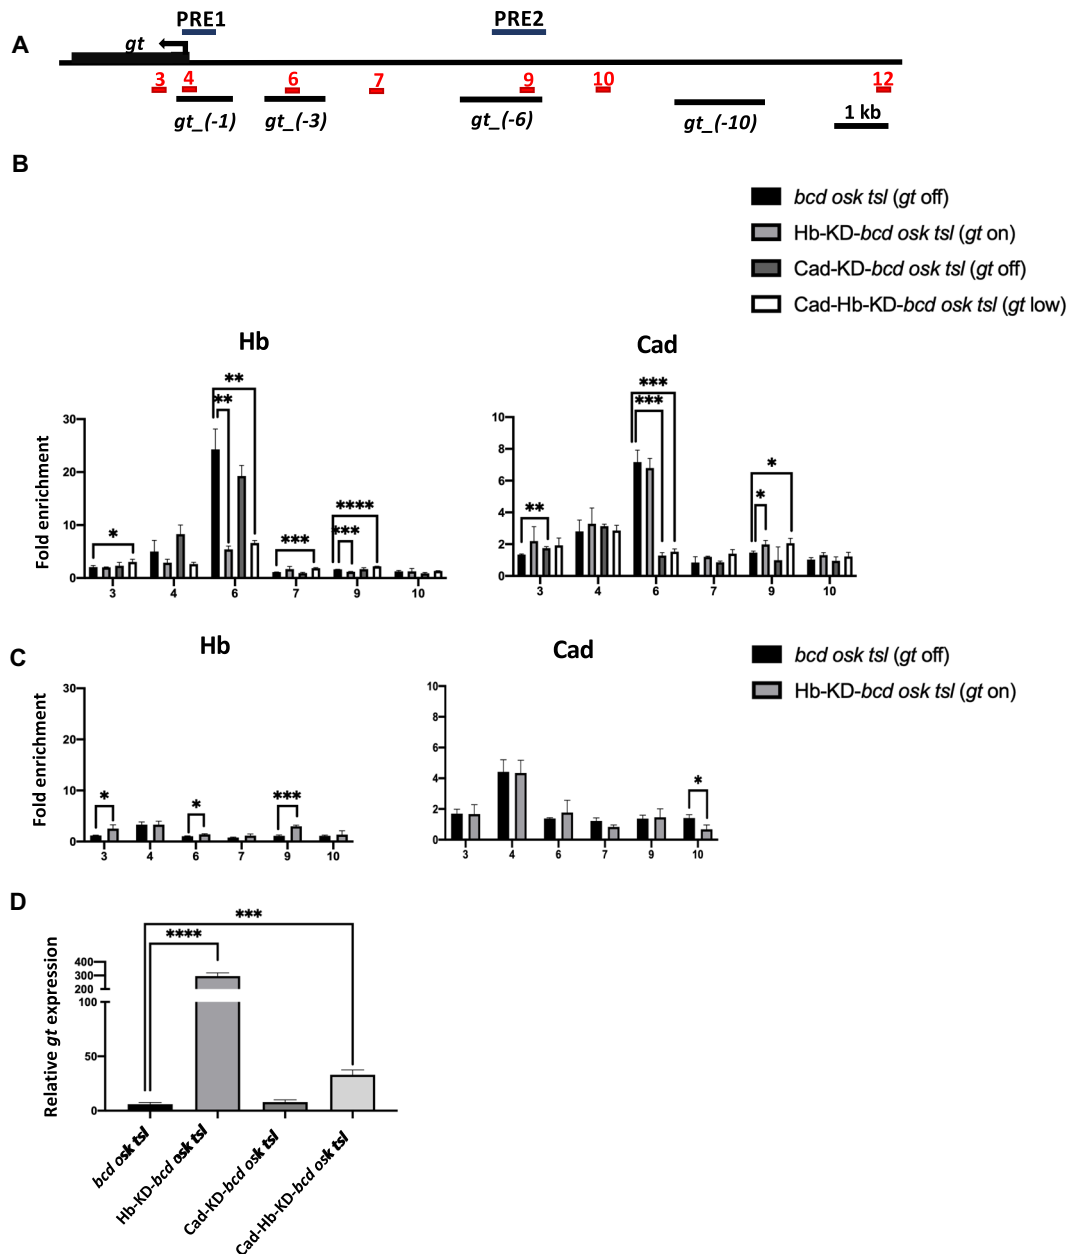 PRE1
PRE2
A
gt
3
4
6
7
9
10
12
gt_(-1)
gt_(-3)
gt_(-6)
gt_(-10)
1 kb
B
bcd osk tsl (gt off)
Hb-KD-bcd osk tsl (gt on)
Cad-KD-bcd osk tsl (gt off)
Cad-Hb-KD-bcd osk tsl (gt low)
Hb
Fold enrichment
30
20
10
0
*
**
**
***
****
***
3
4
6
7
9
10
Cad
10
8
6
4
2
0
**
***
***
*
*
3
4
6
7
9
10
C
bcd osk tsl (gt off)
Hb-KD-bcd osk tsl (gt on)
Hb
Fold enrichment
30
20
10
0
*
*
***
3
4
6
7
9
10
Cad
10
8
6
4
2
0
*
3
4
6
7
9
10
D
Relative gt expression
400
300
200
100
50
0
***
****
bcd osk tsl
Hb-KD-bcd osk tsl
Cad-KD-bcd osk tsl
Cad-Hb-KD-bcd osk tsl